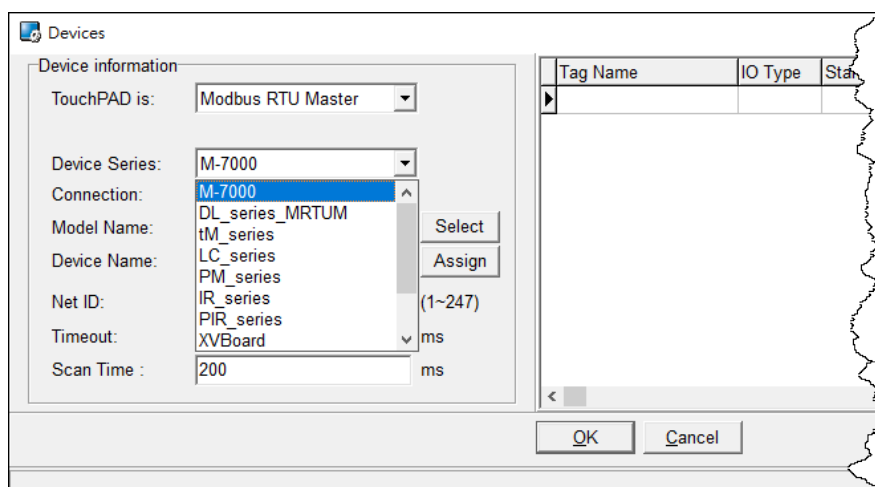 Devices
Device information
TouchPAD is: Modbus RTU Master
Device Series: M-7000
Connection:
Model Name: Select
Device Name: Assign
Net ID: (1~247)
Timeout: ms
Scan Time : 200 ms
M-7000
DL_series_MRTUM
tM_series
LC_series
PM_series
IR_series
PIR_series
XVBoard
Tag Name IO Type
OK Cancel